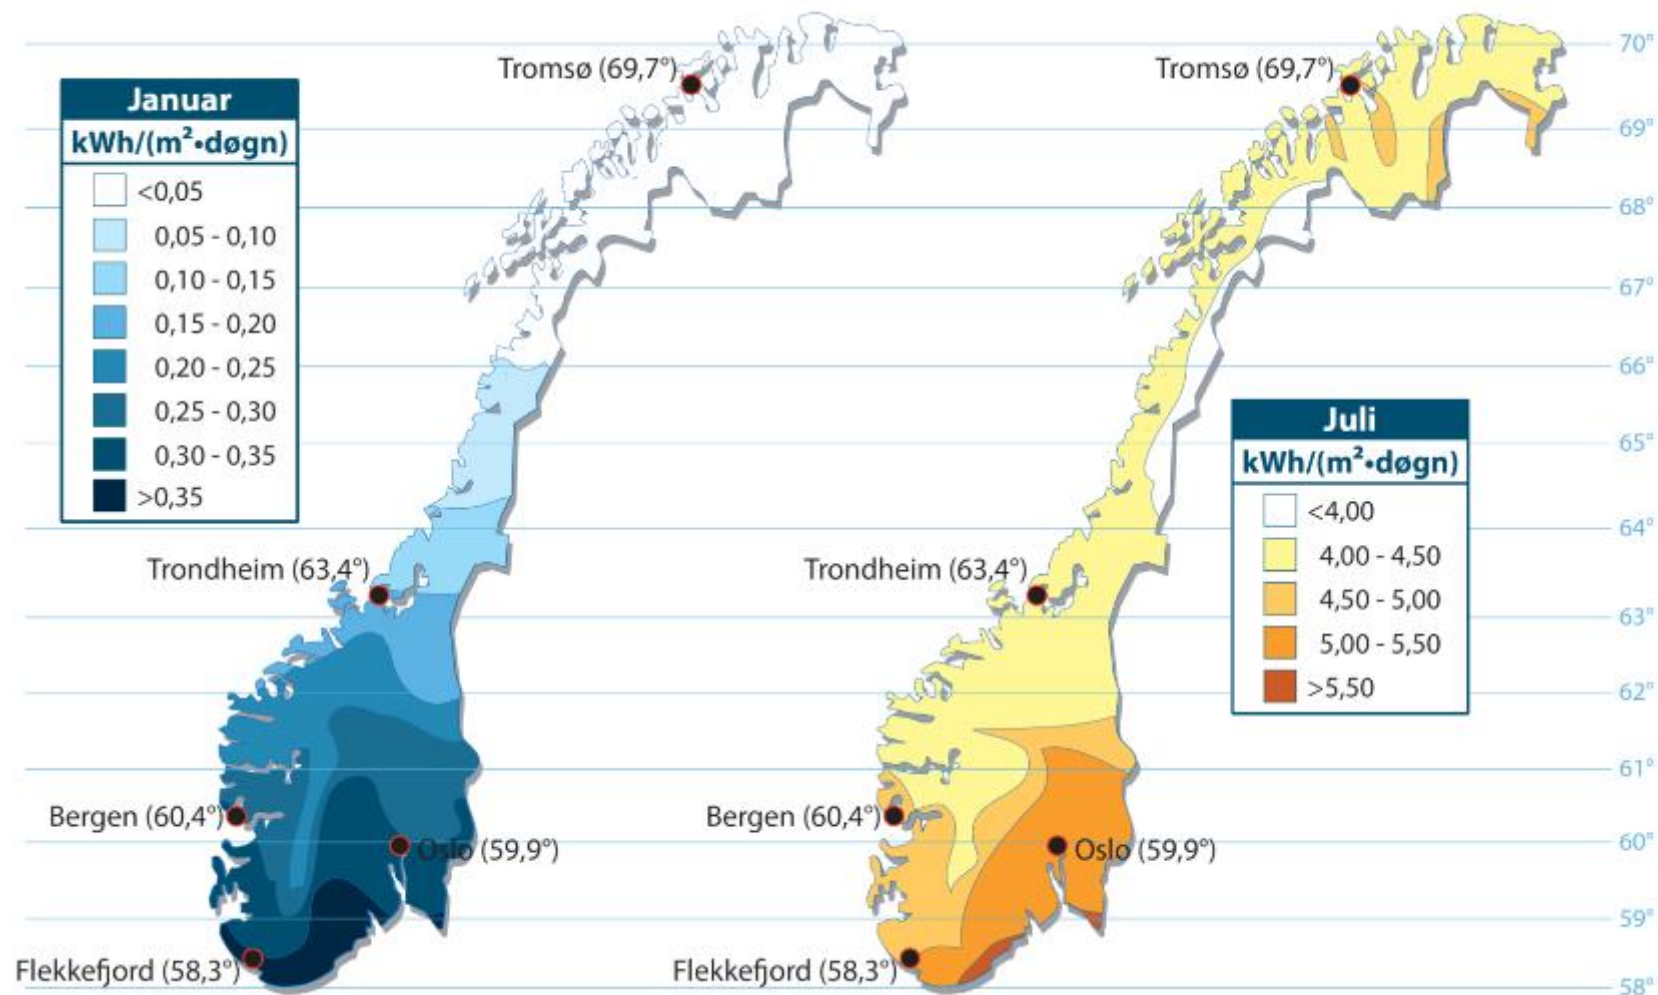 Januar
kWh/(m²•døgn)
<0,05
0,05 - 0,10
0,10 - 0,15
0,15 - 0,20
0,20 - 0,25
0,25 - 0,30
0,30 - 0,35
>0,35
Tromsø (69,7°)
Trondheim (63,4°)
Bergen (60,4°)
Oslo (59,9°)
Flekkefjord (58,3°)
Tromsø (69,7°)
Trondheim (63,4°)
Bergen (60,4°)
Oslo (59,9°)
Flekkefjord (58,3°)
Juli
kWh/(m²•døgn)
<4,00
4,00 - 4,50
4,50 - 5,00
5,00 - 5,50
>5,50
70°
69°
68°
67°
66°
65°
64°
63°
62°
61°
60°
59°
58°